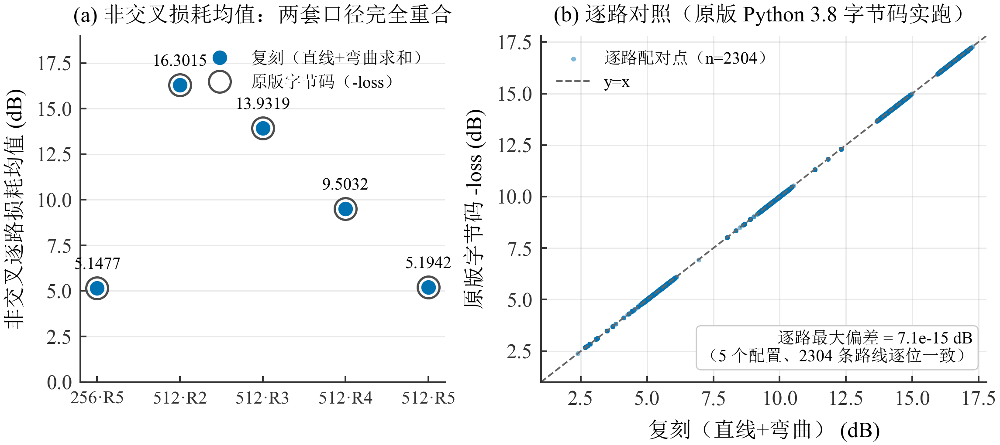 (a) 非交叉损耗均值：两套口径完全重合
非交叉逐路损耗均值 (dB)
17.5
15.0
12.5
10.0
7.5
5.0
2.5
0.0
复刻（直线+弯曲求和）
原版字节码（-loss）
5.1477
16.3015
13.9319
9.5032
5.1942
256·R5
512·R2
512·R3
512·R4
512·R5
(b) 逐路对照（原版 Python 3.8 字节码实跑）
原版字节码 -loss (dB)
17.5
15.0
12.5
10.0
7.5
5.0
2.5
逐路配对点（n=2304）
y=x
逐路最大偏差 = 7.1e-15 dB
（5 个配置、2304 条路线逐位一致）
2.5
5.0
7.5
10.0
12.5
15.0
17.5
复刻（直线+弯曲） (dB)